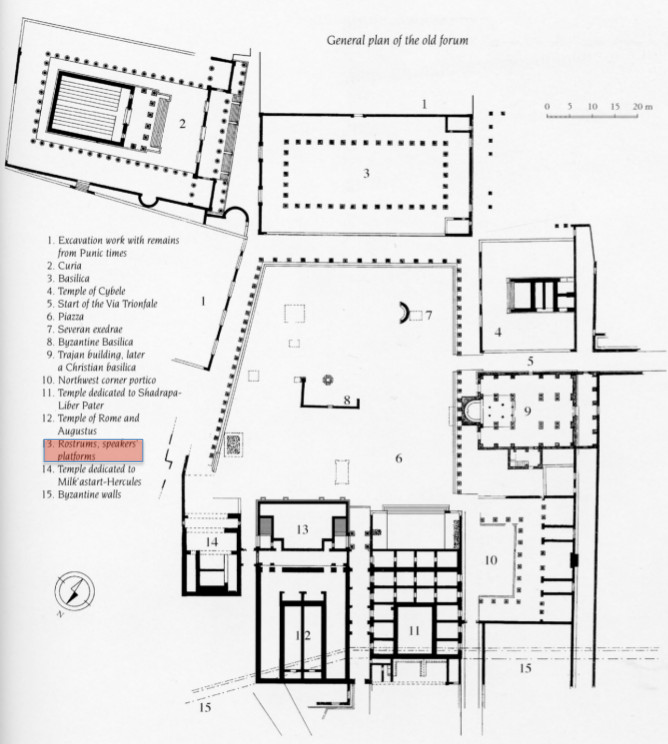 General plan of the old forum
0 5 10 15 20 m
1
2
3
1. Excavation work with remains
from Punic times
2. Curia
3. Basilica
4. Temple of Cybele
5. Start of the Via Trionfale
6. Piazza
7. Severan exedrae
8. Byzantine Basilica
9. Trajan building, later
a Christian basilica
10. Northwest corner portico
11. Temple dedicated to Shadrapa-
Liber Pater
12. Temple of Rome and
Augustus
3. Rostrums, speakers'
platforms
14. Temple dedicated to
Milk'astart-Hercules
15. Byzantine walls
1
7
4
5
8
9
6
13
14
10
12
11
15
15
N